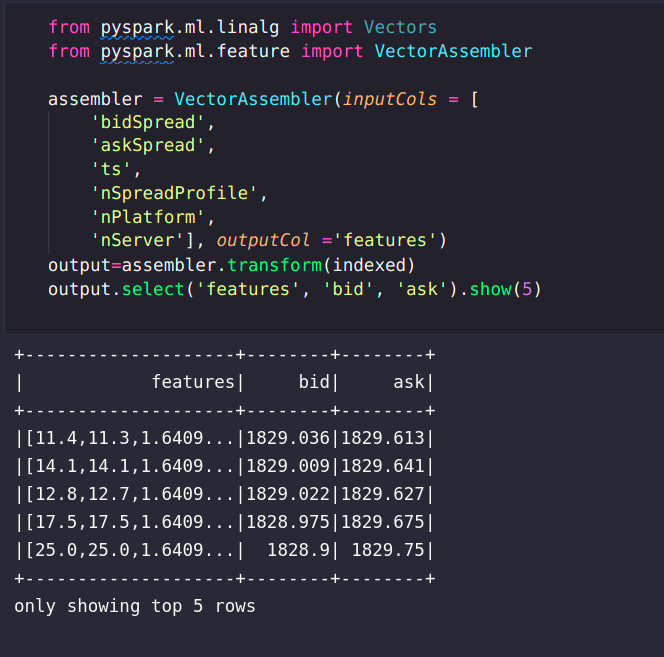 from pyspark.ml.linalg import Vectors
from pyspark.ml.feature import VectorAssembler
assembler = VectorAssembler(inputCols = [
    'bidSpread',
    'askSpread',
    'ts',
    'nSpreadProfile',
    'nPlatform',
    'nServer'], outputCol ='features')
output=assembler.transform(indexed)
output.select('features', 'bid', 'ask').show(5)
+--------------------+--------+--------+
|            features|     bid|     ask|
+--------------------+--------+--------+
|[11.4,11.3,1.6409...|1829.036|1829.613|
|[14.1,14.1,1.6409...|1829.009|1829.641|
|[12.8,12.7,1.6409...|1829.022|1829.627|
|[17.5,17.5,1.6409...|1828.975|1829.675|
|[25.0,25.0,1.6409...|  1828.9| 1829.75|
+--------------------+--------+--------+
only showing top 5 rows